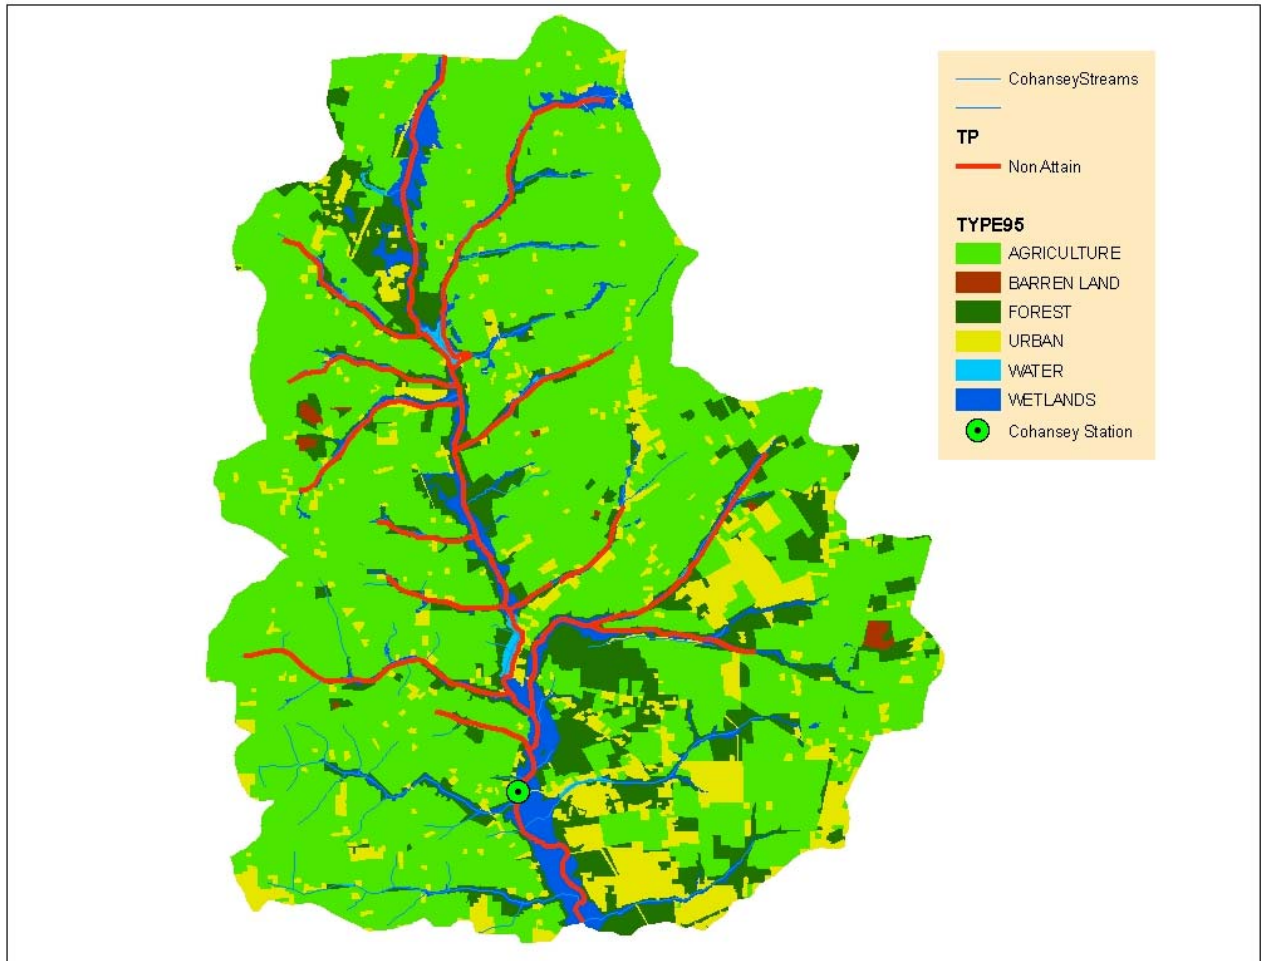 CohanseyStreams
TP
Non Attain
TYPE95
AGRICULTURE
BARREN LAND
FOREST
URBAN
WATER
WETLANDS
Cohansey Station